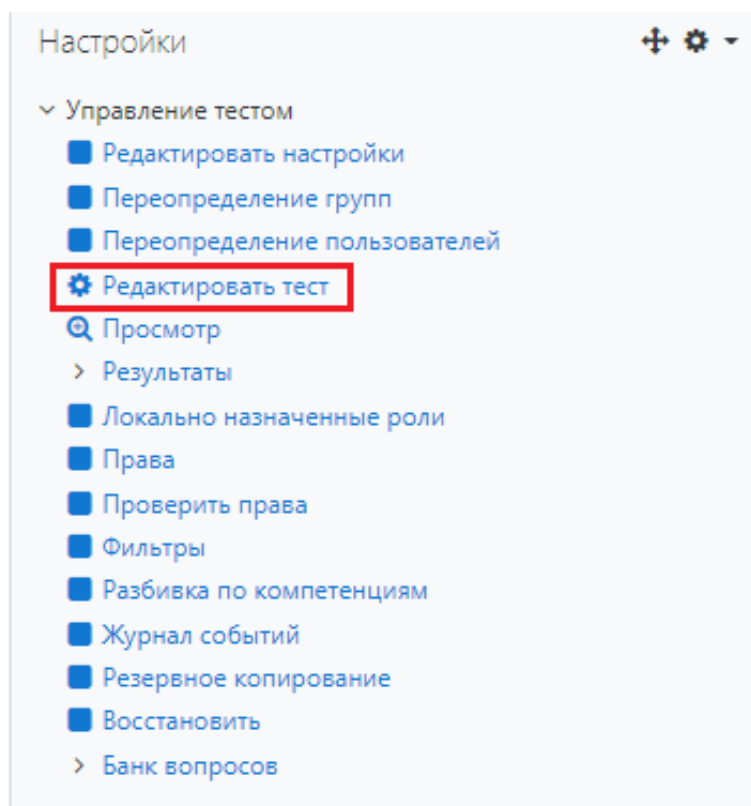 Настройки
Управление тестом
Редактировать настройки
Переопределение групп
Переопределение пользователей
Редактировать тест
Просмотр
Результаты
Локально назначенные роли
Права
Проверить права
Фильтры
Разбивка по компетенциям
Журнал событий
Резервное копирование
Восстановить
Банк вопросов